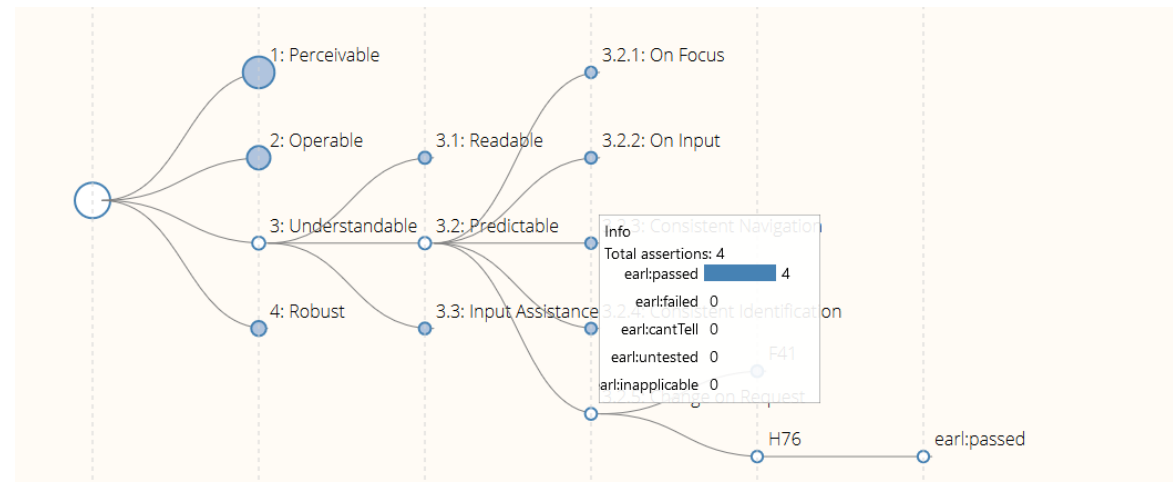 1: Perceivable
3.2.1: On Focus
2: Operable
3.1: Readable
3.2.2: On Input
3: Understandable
3.2: Predictable
3.2.3: Consistent Navigation
Info
Total assertions: 4
earl:passed 4
earl:failed 0
earl:cantTell 0
earl:untested 0
arl:inapplicable 0
4: Robust
3.3: Input Assistance
3.2.4: Consistent Identification
F41
3.2.5: Change on Request
H76
earl:passed